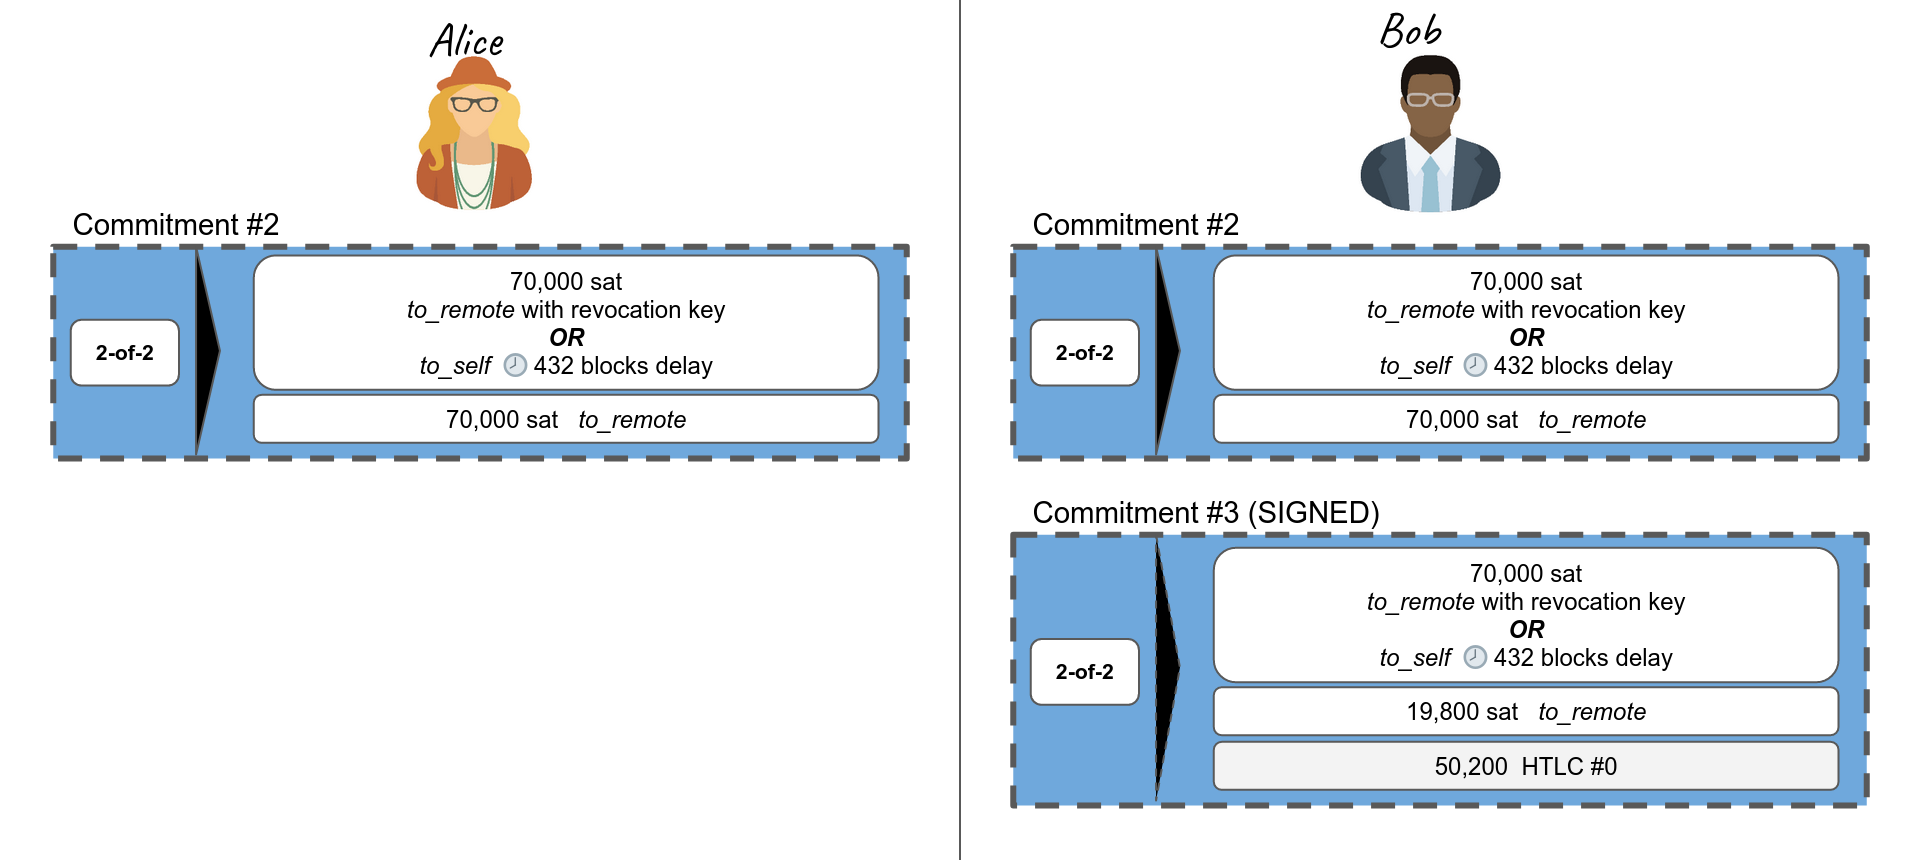 Alice
Commitment #2
2-of-2
70,000 sat
to_remote with revocation key
OR
to_self 432 blocks delay
70,000 sat to_remote
Bob
Commitment #2
2-of-2
70,000 sat
to_remote with revocation key
OR
to_self 432 blocks delay
70,000 sat to_remote
Commitment #3 (SIGNED)
2-of-2
70,000 sat
to_remote with revocation key
OR
to_self 432 blocks delay
19,800 sat to_remote
50,200 HTLC #0